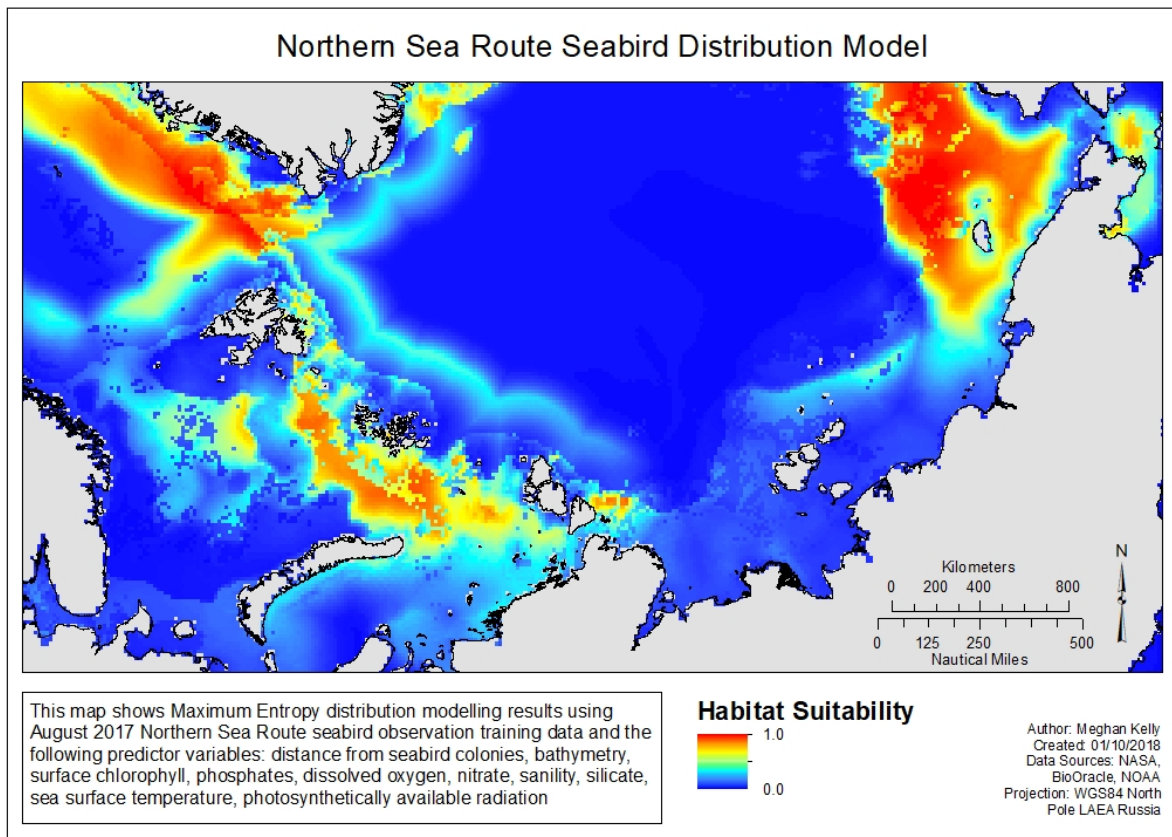 Northern Sea Route Seabird Distribution Model
N
Kilometers
0 200 400 800
0 125 250 500
Nautical Miles
This map shows Maximum Entropy distribution modelling results using
August 2017 Northern Sea Route seabird observation training data and the
following predictor variables: distance from seabird colonies, bathymetry,
surface chlorophyll, phosphates, dissolved oxygen, nitrate, sanility, silicate,
sea surface temperature, photosynthetically available radiation
Habitat Suitability
1.0
0.0
Author: Meghan Kelly
Created: 01/10/2018
Data Sources: NASA,
BioOracle, NOAA
Projection: WGS84 North
Pole LAEA Russia